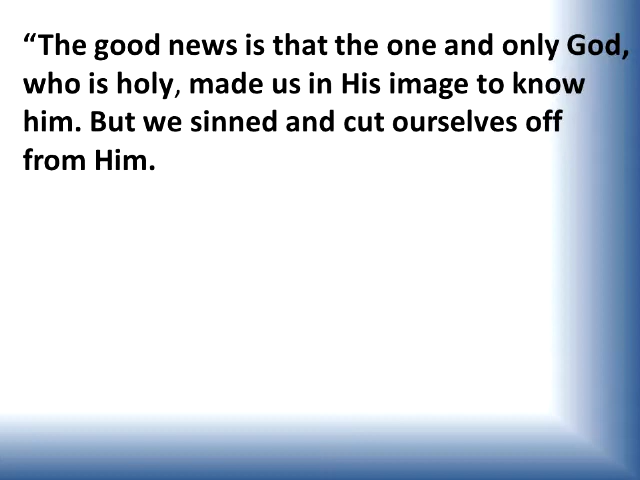 “The good news is that the one and only God,
who is holy, made us in His image to know
him. But we sinned and cut ourselves off
from Him.